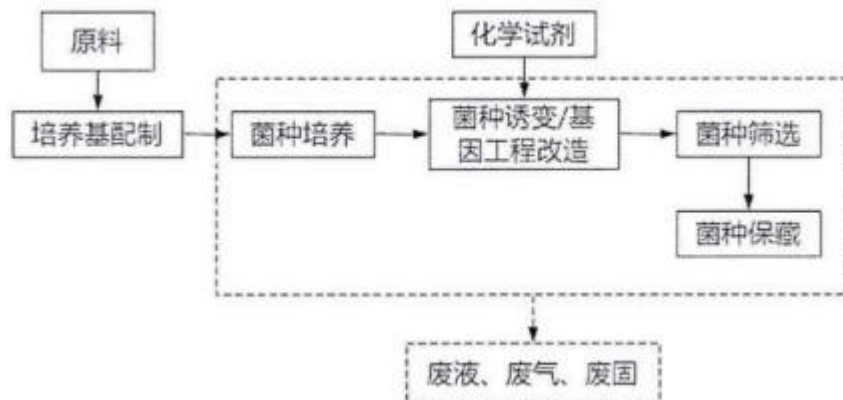 原料
化学试剂
培养基配制
菌种培养
菌种诱变/基
因工程改造
菌种筛选
菌种保藏
废液、废气、废固